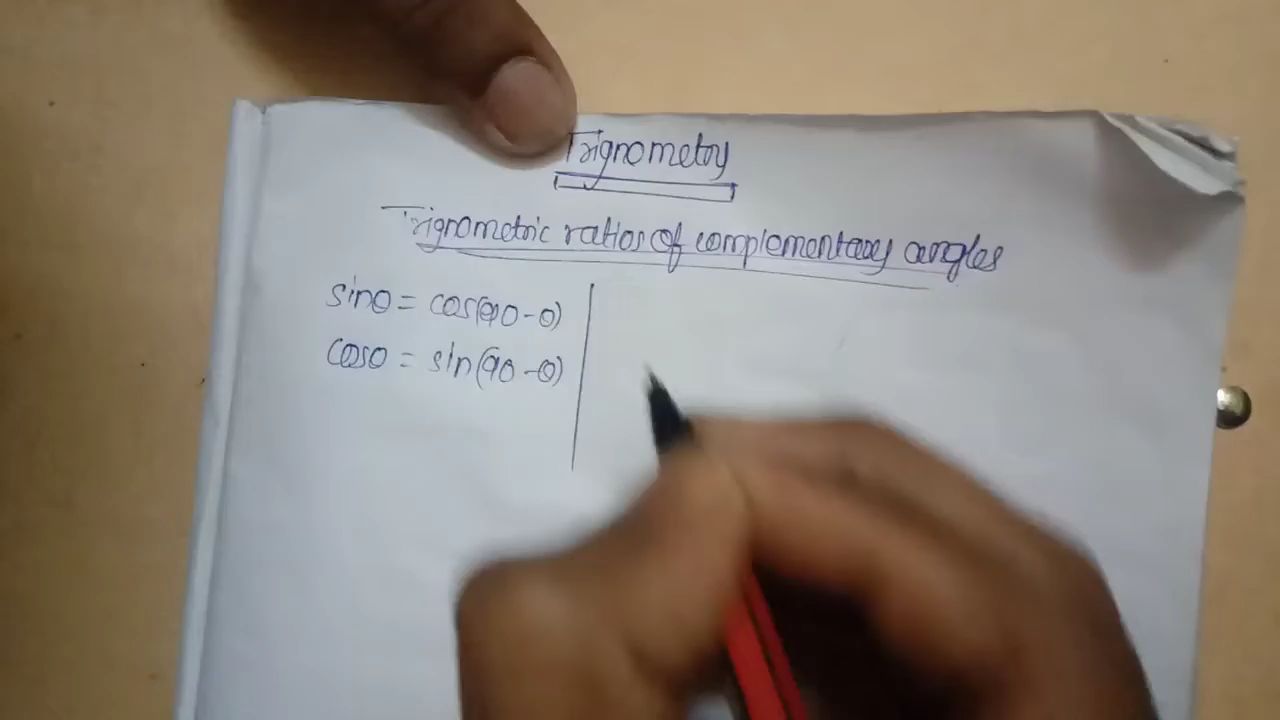 Trignometry
Trignometric ratios of complementary angles
sinθ = cos(90-θ)
cosθ = sin(90-θ)